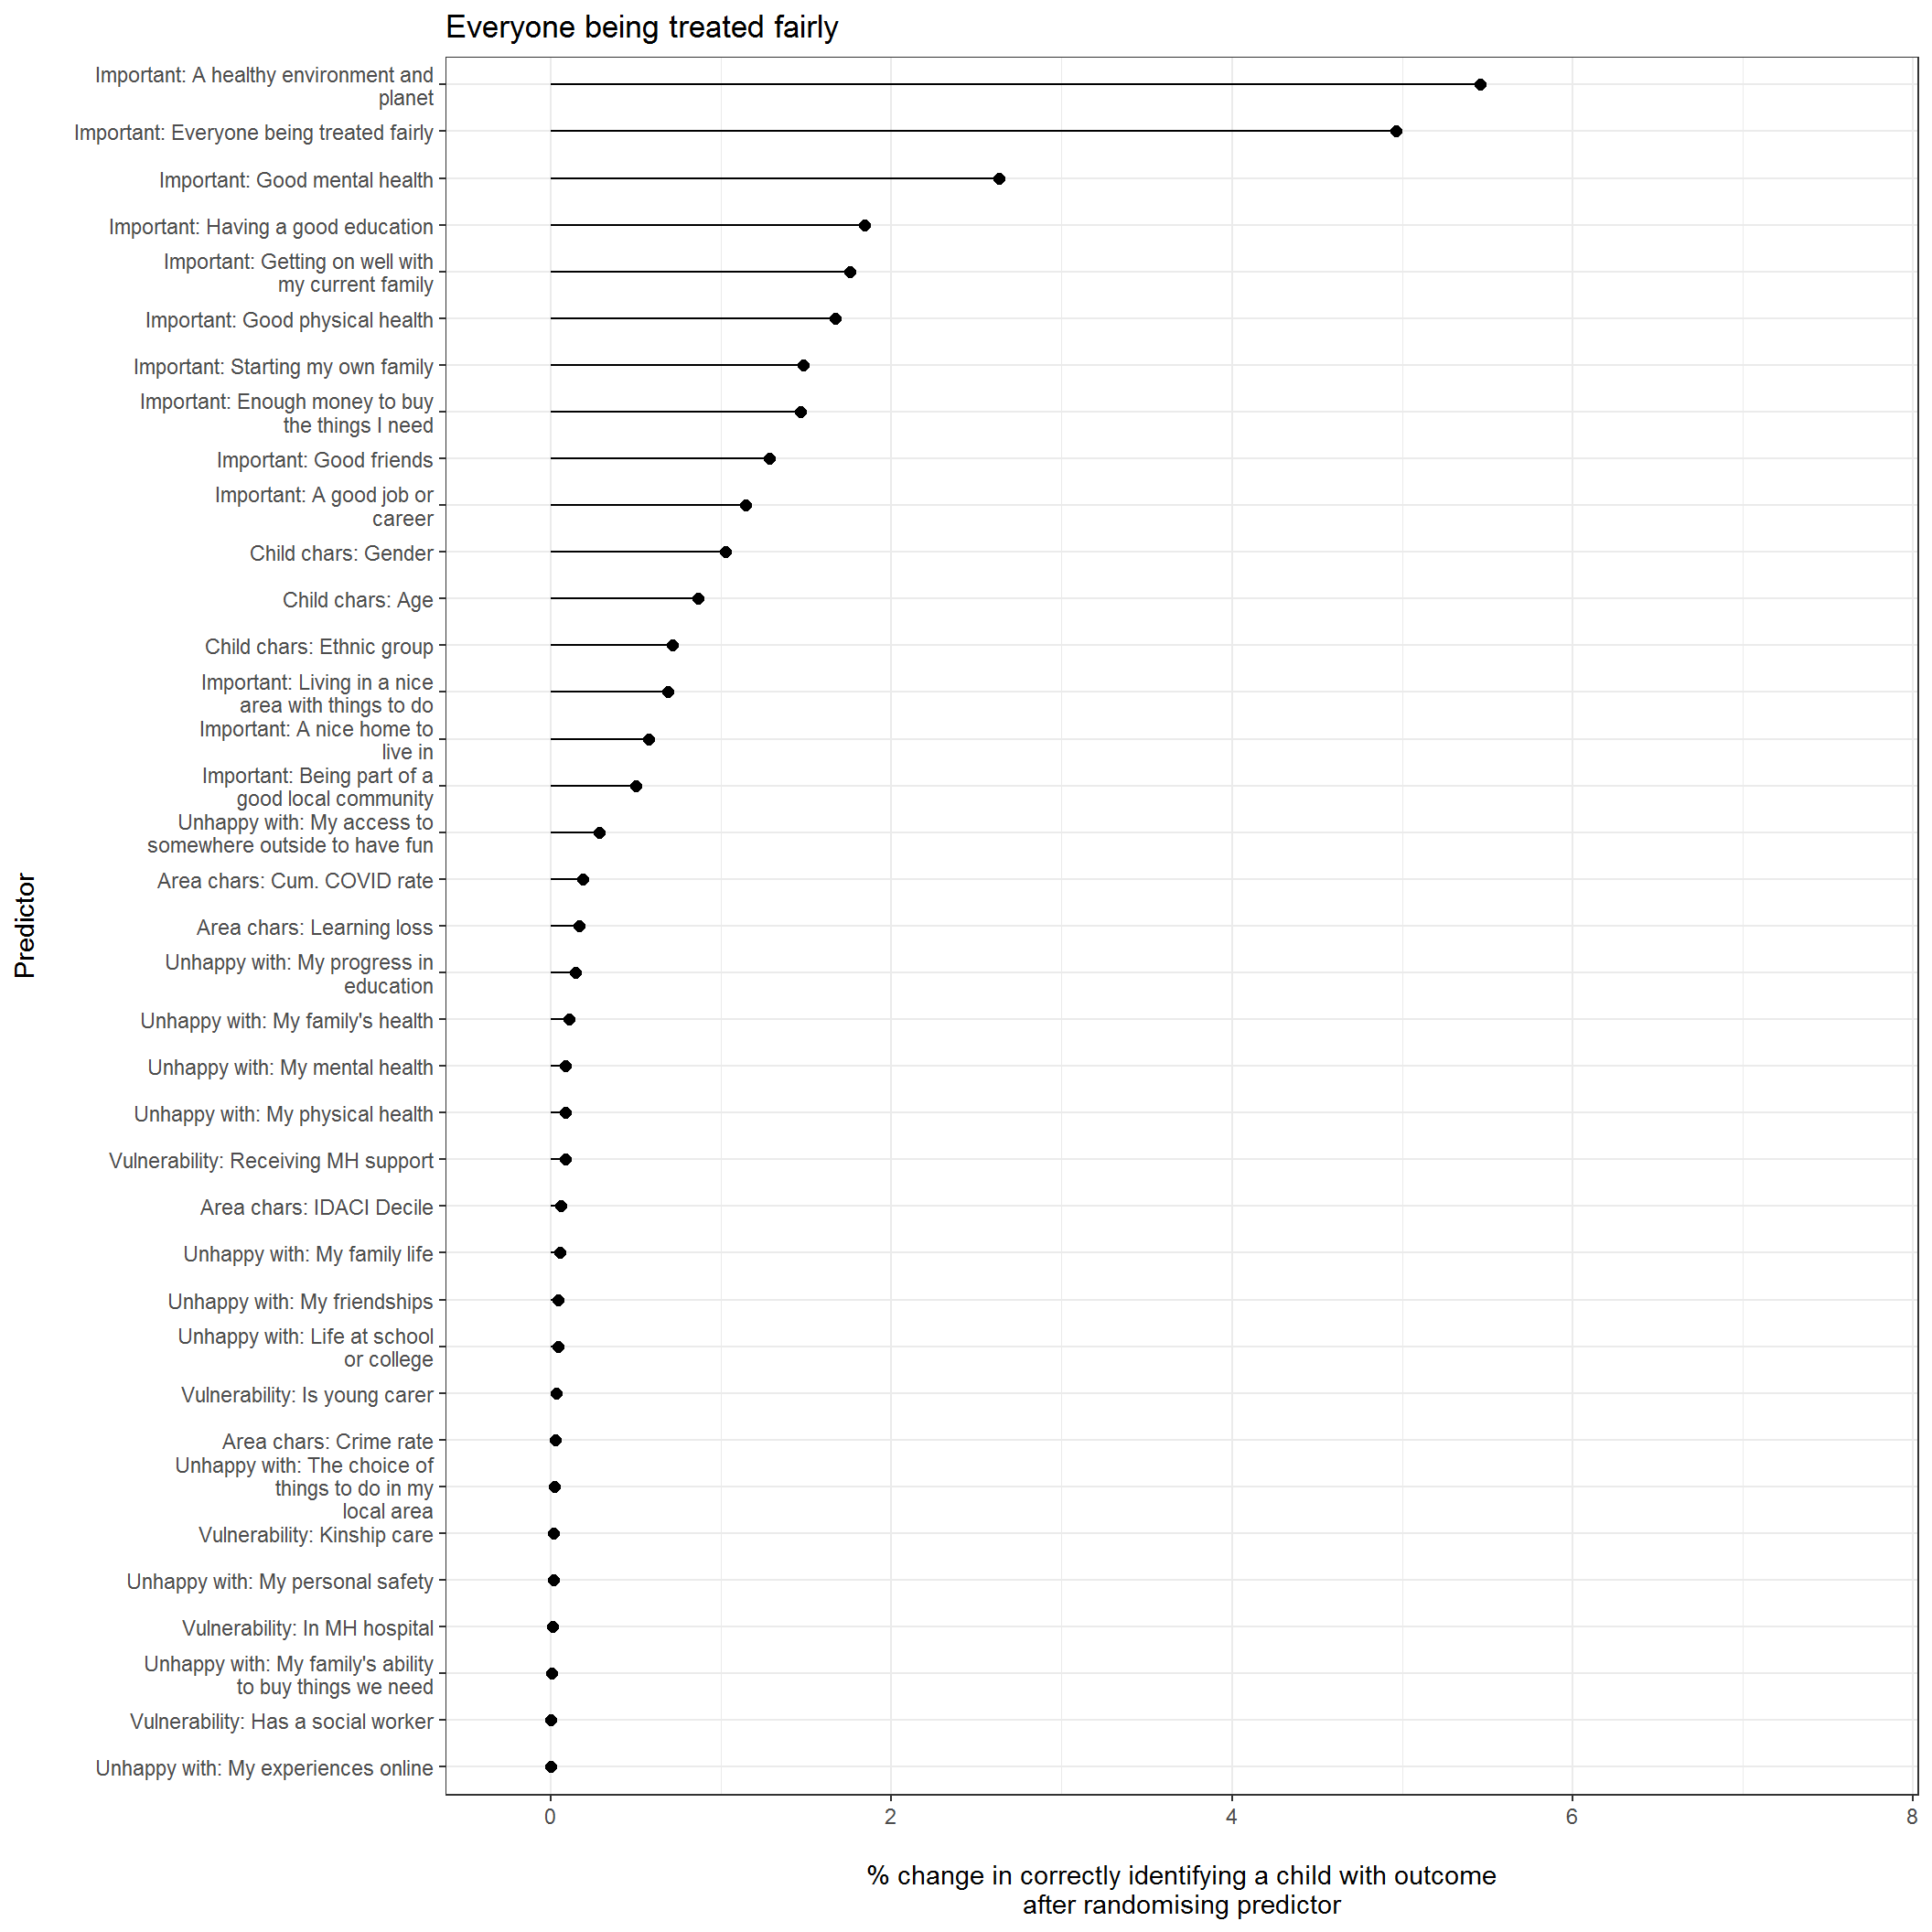 Everyone being treated fairly
Important: A healthy environment and
planet
Important: Everyone being treated fairly
Important: Good mental health
Important: Having a good education
Important: Getting on well with
my current family
Important: Good physical health
Important: Starting my own family
Important: Enough money to buy
the things I need
Important: Good friends
Important: A good job or
career
Child chars: Gender
Child chars: Age
Child chars: Ethnic group
Important: Living in a nice
area with things to do
Important: A nice home to
live in
Important: Being part of a
good local community
Unhappy with: My access to
somewhere outside to have fun
Area chars: Cum. COVID rate
Area chars: Learning loss
Unhappy with: My progress in
education
Unhappy with: My family's health
Unhappy with: My mental health
Unhappy with: My physical health
Vulnerability: Receiving MH support
Area chars: IDACI Decile
Unhappy with: My family life
Unhappy with: My friendships
Unhappy with: Life at school
or college
Vulnerability: Is young carer
Area chars: Crime rate
Unhappy with: The choice of
things to do in my
local area
Vulnerability: Kinship care
Unhappy with: My personal safety
Vulnerability: In MH hospital
Unhappy with: My family's ability
to buy things we need
Vulnerability: Has a social worker
Unhappy with: My experiences online
Predictor
0 2 4 6 8
% change in correctly identifying a child with outcome
after randomising predictor